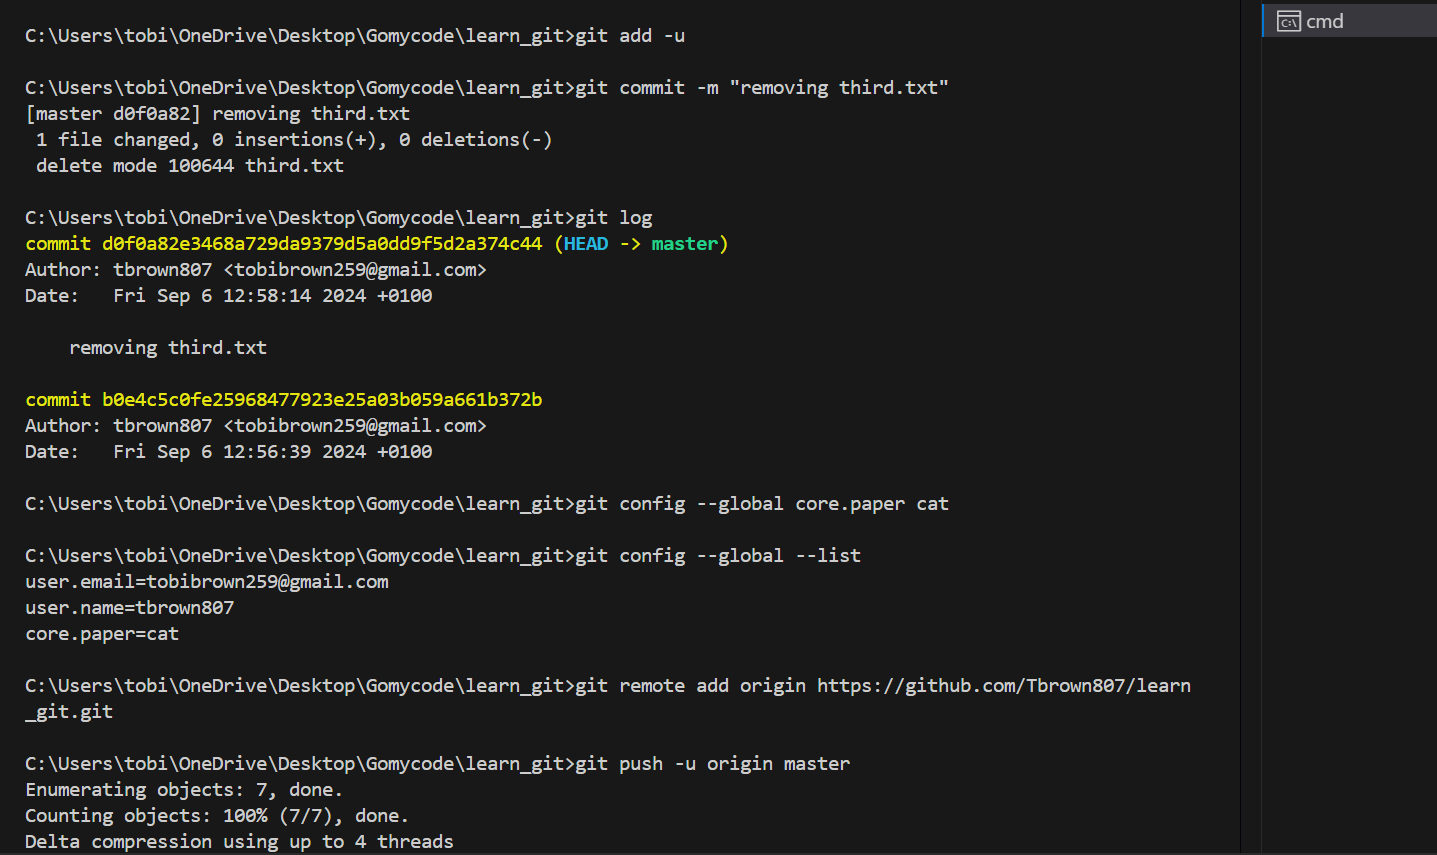 C:\Users\tobi\OneDrive\Desktop\Gomycode\learn_git>git add -u
C:\Users\tobi\OneDrive\Desktop\Gomycode\learn_git>git commit -m "removing third.txt"
[master d0f0a82] removing third.txt
 1 file changed, 0 insertions(+), 0 deletions(-)
 delete mode 100644 third.txt
C:\Users\tobi\OneDrive\Desktop\Gomycode\learn_git>git log
commit d0f0a82e3468a729da9379d5a0dd9f5d2a374c44 (HEAD -> master)
Author: tbrown807 <tobibrown259@gmail.com>
Date:   Fri Sep 6 12:58:14 2024 +0100
    removing third.txt
commit b0e4c5c0fe25968477923e25a03b059a661b372b
Author: tbrown807 <tobibrown259@gmail.com>
Date:   Fri Sep 6 12:56:39 2024 +0100
C:\Users\tobi\OneDrive\Desktop\Gomycode\learn_git>git config --global core.paper cat
C:\Users\tobi\OneDrive\Desktop\Gomycode\learn_git>git config --global --list
user.email=tobibrown259@gmail.com
user.name=tbrown807
core.paper=cat
C:\Users\tobi\OneDrive\Desktop\Gomycode\learn_git>git remote add origin https://github.com/Tbrown807/learn
_git.git
C:\Users\tobi\OneDrive\Desktop\Gomycode\learn_git>git push -u origin master
Enumerating objects: 7, done.
Counting objects: 100% (7/7), done.
Delta compression using up to 4 threads
cmd